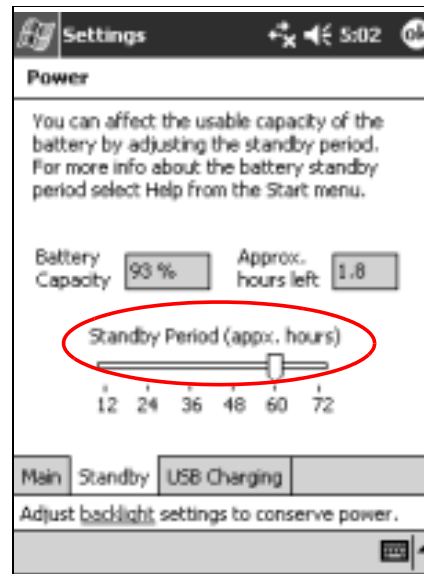 Settings 5:02 ok
Power
You can affect the usable capacity of the
battery by adjusting the standby period.
For more info about the battery standby
period select Help from the Start menu.
Battery Capacity 93 % Approx. hours left 1.8
Standby Period (appx. hours)
12 24 36 48 60 72
Main Standby USB Charging
Adjust backlight settings to conserve power.